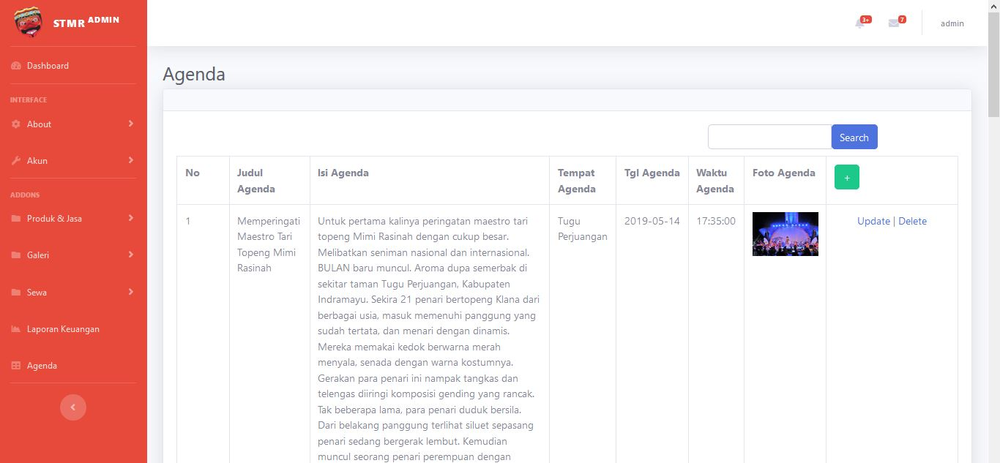 STMR ADMIN
3+
7
admin
Dashboard
INTERFACE
About
Akun
ADDONS
Produk & Jasa
Galeri
Sewa
Laporan Keuangan
Agenda
Agenda
Search
No
Judul
Agenda
Isi Agenda
Tempat
Agenda
Tgl Agenda
Waktu
Agenda
Foto Agenda
+
1
Memperingati
Maestro Tari
Topeng Mimi
Rasinah
Untuk pertama kalinya peringatan maestro tari
topeng Mimi Rasinah dengan cukup besar.
Melibatkan seniman nasional dan internasional.
BULAN baru muncul. Aroma dupa semerbak di
sekitar taman Tugu Perjuangan, Kabupaten
Indramayu. Sekira 21 penari bertopeng Klana dari
berbagai usia, masuk memenuhi panggung yang
sudah tertata, dan menari dengan dinamis.
Mereka memakai kedok berwarna merah
menyala, senada dengan warna kostumnya.
Gerakan para penari ini nampak tangkas dan
telengas diiringi komposisi gending yang rancak.
Tak beberapa lama, para penari duduk bersila.
Dari belakang panggung terlihat siluet sepasang
penari sedang bergerak lembut. Kemudian
muncul seorang penari perempuan dengan
Tugu
Perjuangan
2019-05-14
17:35:00
Update | Delete